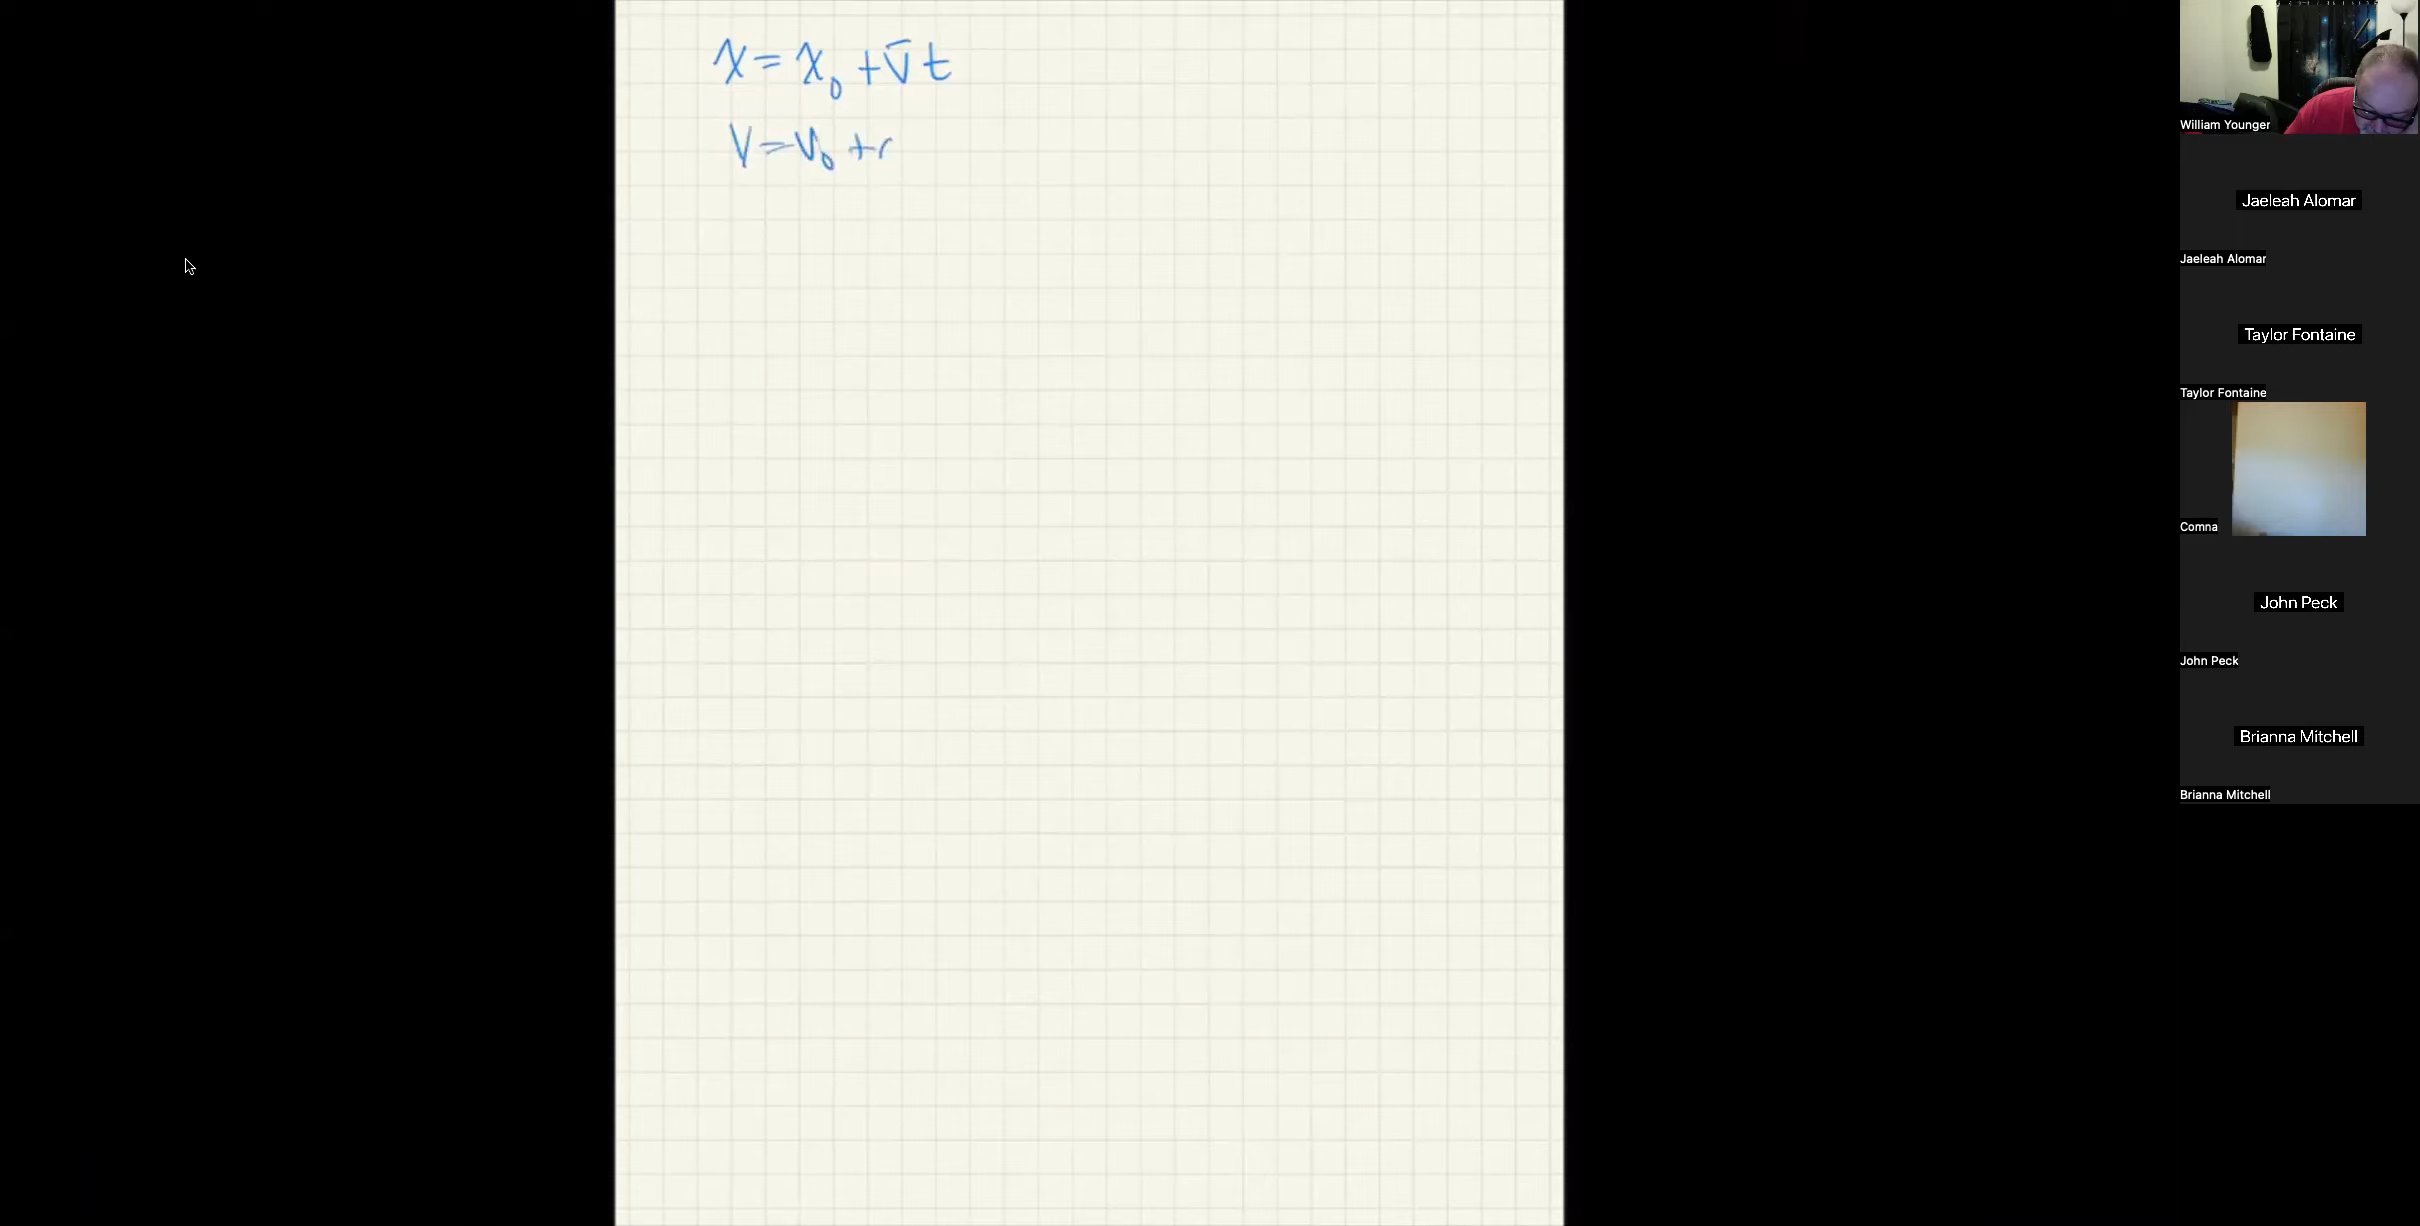 x = x₀ + v̄ t
v = v₀ + r
William Younger
Jaeleah Alomar
Jaeleah Alomar
Taylor Fontaine
Taylor Fontaine
Comna
John Peck
John Peck
Brianna Mitchell
Brianna Mitchell